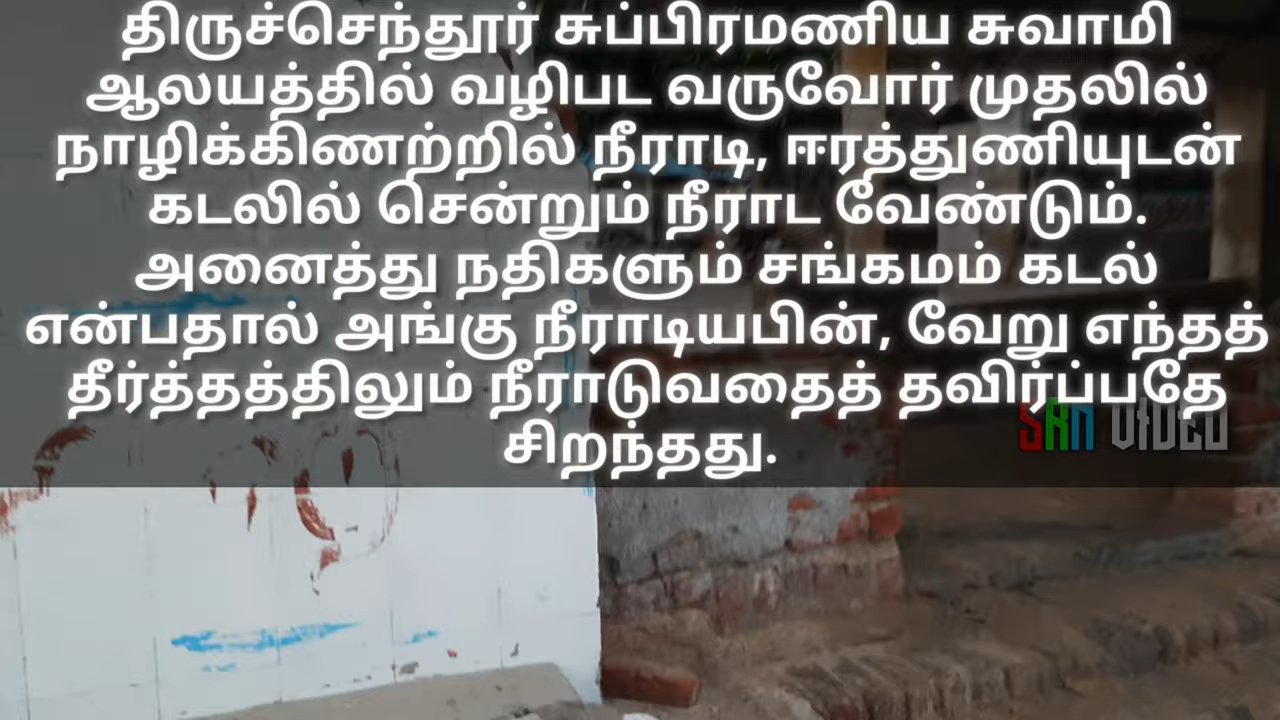 திருச்செந்தூர் சுப்பிரமணிய சுவாமி
ஆலயத்தில் வழிபட வருவோர் முதலில்
நாழிக்கிணற்றில் நீராடி, ஈரத்துணியுடன்
கடலில் சென்றும் நீராட வேண்டும்.
அனைத்து நதிகளும் சங்கமம் கடல்
என்பதால் அங்கு நீராடியபின், வேறு எந்தத்
தீர்த்தத்திலும் நீராடுவதைத் தவிர்ப்பதே
சிறந்தது.
SRN VIDEO